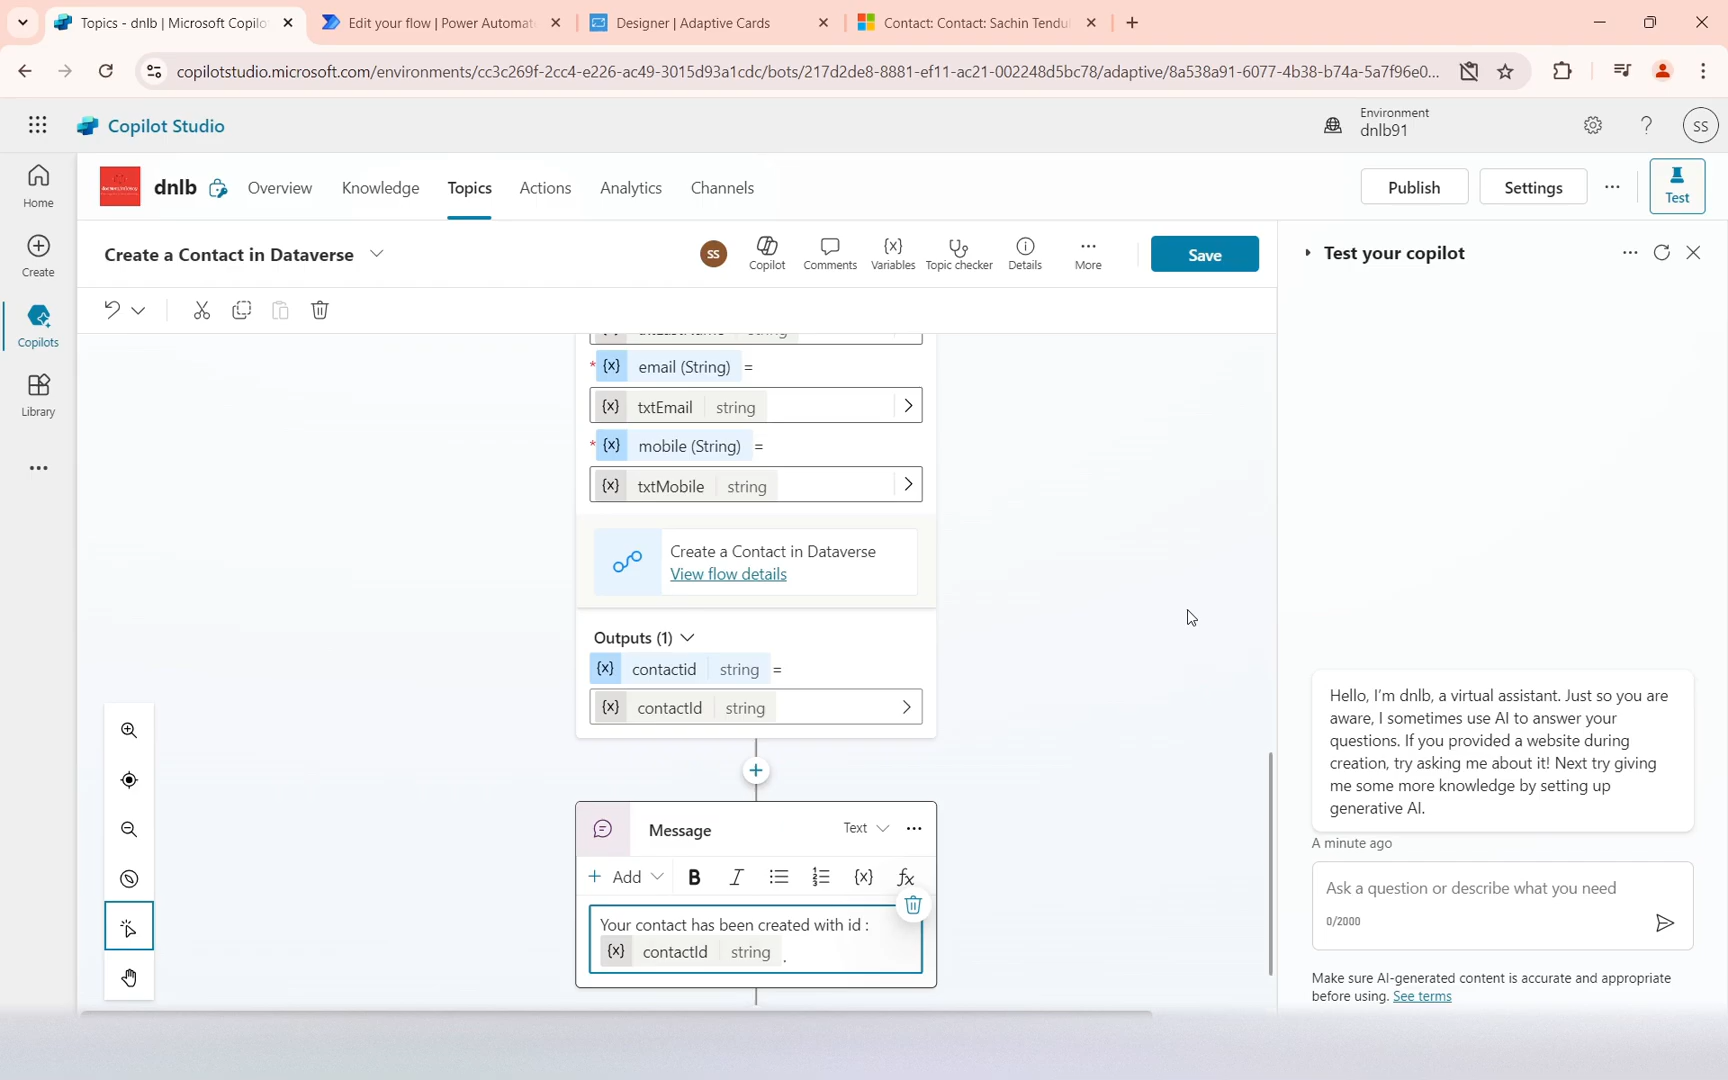 Topics - dnlb | Microsoft Copilo
Edit your flow | Power Automat
Designer | Adaptive Cards
Contact: Contact: Sachin Tendu
copilotstudio.microsoft.com/environments/cc3c269f-2cc4-e226-ac49-3015d93a1cdc/bots/217d2de8-8881-ef11-ac21-002248d5bc78/adaptive/8a538a91-6077-4b38-b74a-5a7f96e0...
Copilot Studio
Environment
dnlb91
SS
Home
Create
Copilots
Library
dnlb
Overview
Knowledge
Topics
Actions
Analytics
Channels
Publish
Settings
Test
Create a Contact in Dataverse
SS
Copilot
Comments
Variables
Topic checker
Details
More
Save
* {x} email (String) =
{x} txtEmail string
* {x} mobile (String) =
{x} txtMobile string
Create a Contact in Dataverse
View flow details
Outputs (1)
{x} contactid string =
{x} contactId string
Message
Text
+ Add B I {x} fx
Your contact has been created with id :
{x} contactId string .
Test your copilot
Hello, I'm dnlb, a virtual assistant. Just so you are
aware, I sometimes use AI to answer your
questions. If you provided a website during
creation, try asking me about it! Next try giving
me some more knowledge by setting up
generative AI.
A minute ago
Ask a question or describe what you need
0/2000
Make sure AI-generated content is accurate and appropriate
before using. See terms